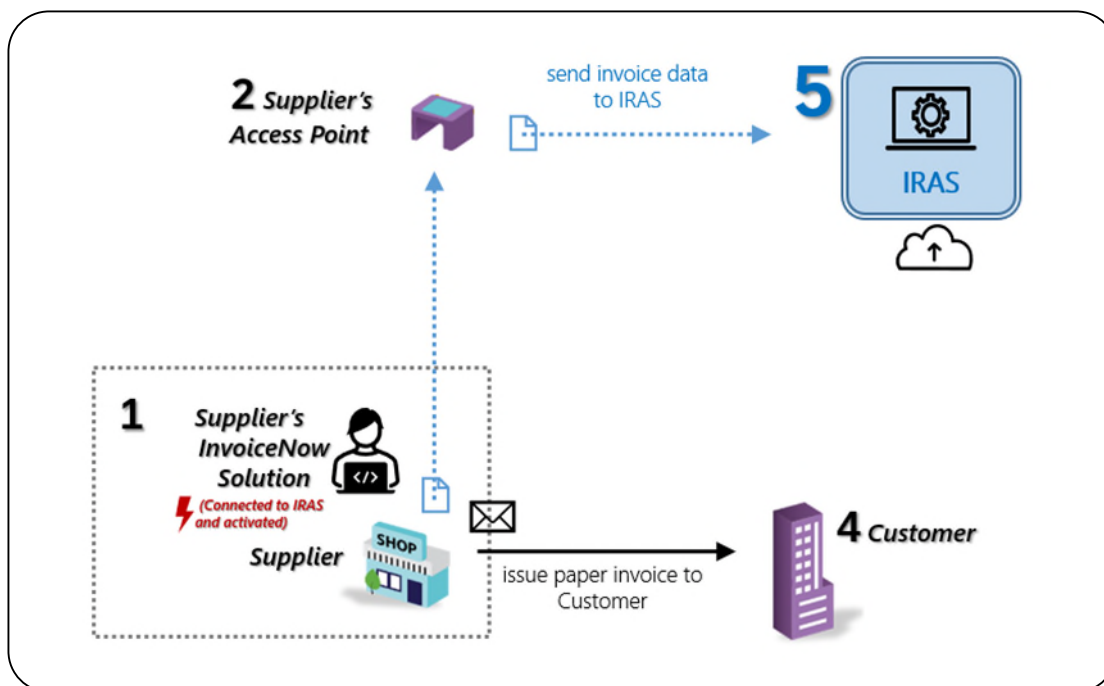 2 Supplier's
Access Point
send invoice data
to IRAS
5
IRAS
1
Supplier's
InvoiceNow
Solution
(Connected to IRAS
and activated)
</>
Supplier
SHOP
issue paper invoice to
Customer
4 Customer